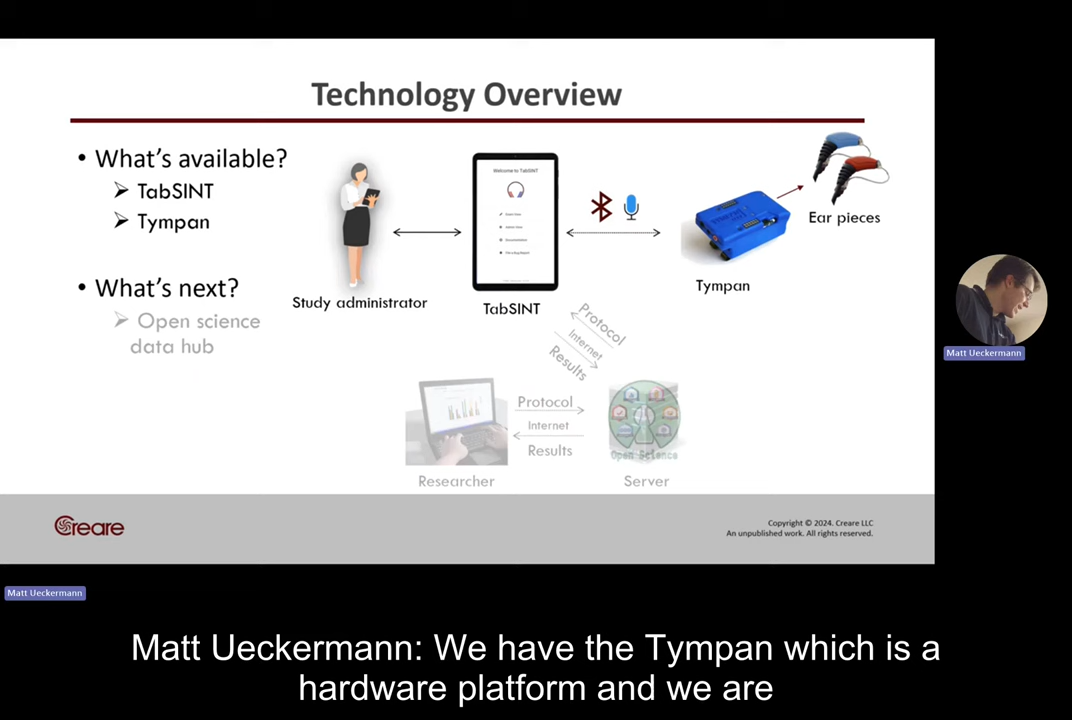 Technology Overview
• What's available?
➢ TabSINT
➢ Tympan
• What's next?
➢ Open science
data hub
Study administrator
Welcome to TabSINT
TabSINT
Tympan
Ear pieces
Protocol
Internet
Results
Protocol
Internet
Results
Researcher
Open Science
Server
Creare
Copyright © 2024. Creare LLC
An unpublished work. All rights reserved.
Matt Ueckermann
Matt Ueckermann
Matt Ueckermann: We have the Tympan which is a
hardware platform and we are